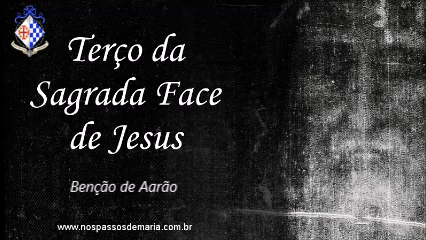 Terço da
Sagrada Face
de Jesus
Benção de Aarão
www.nospassosdemaria.com.br